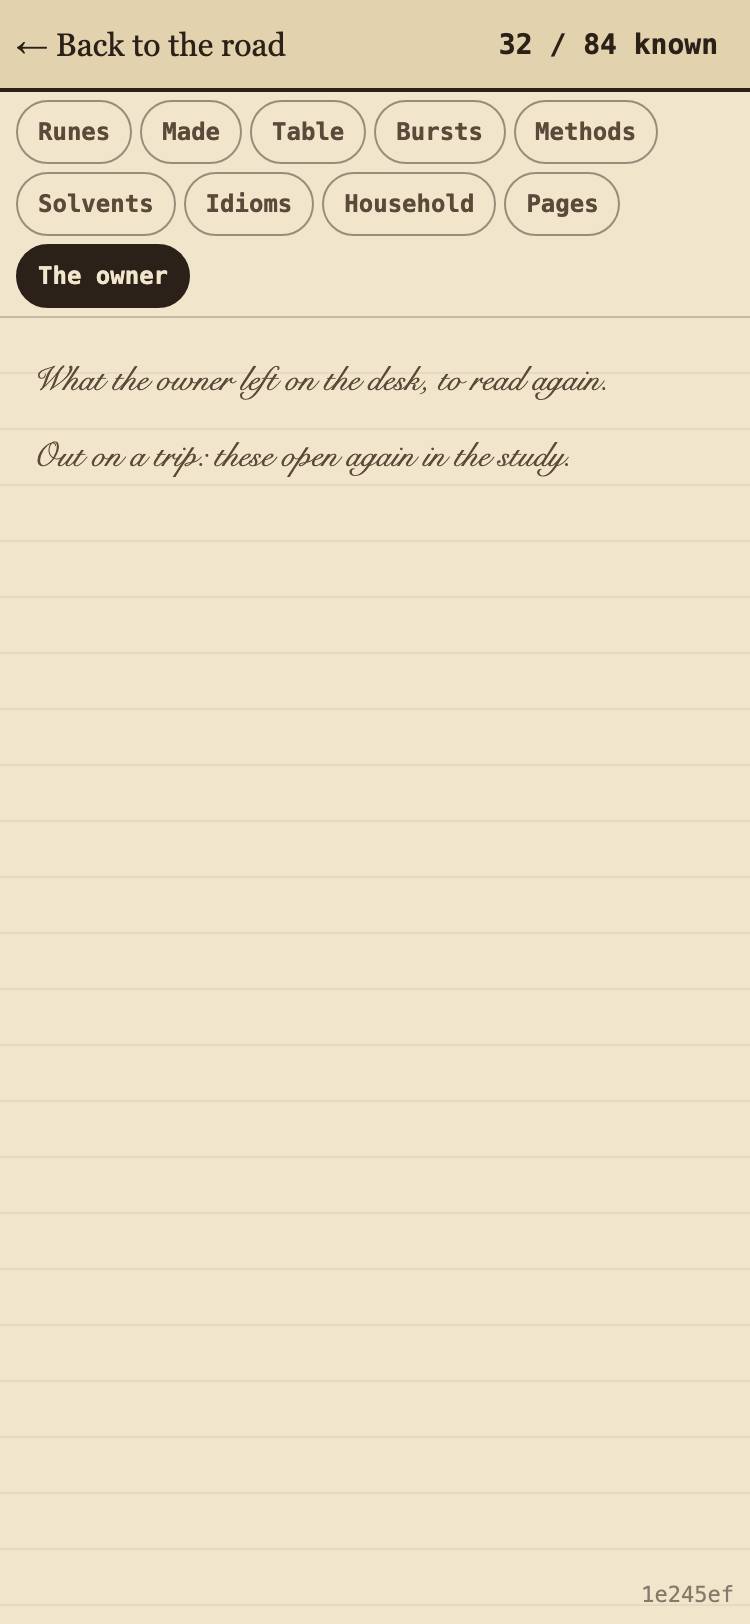 ← Back to the road 32 / 84 known
Runes Made Table Bursts Methods
Solvents Idioms Household Pages
The owner
What the owner left on the desk, to read again.
Out on a trip: these open again in the study.
1e245ef